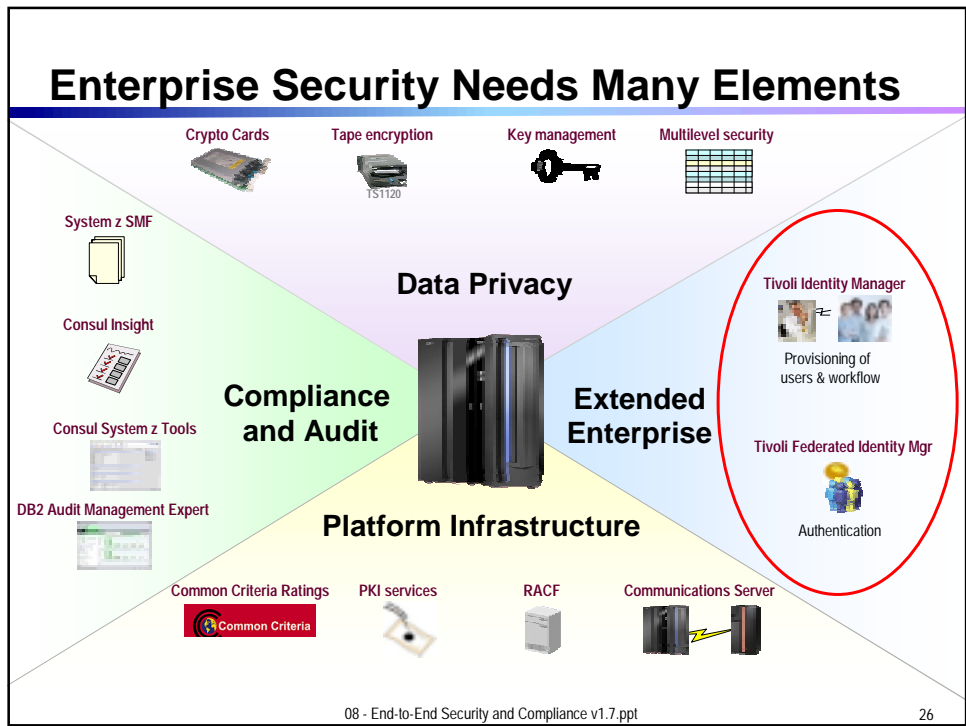 Enterprise Security Needs Many Elements
Crypto Cards
Tape encryption
Key management
Multilevel security
TS1120
System z SMF
Data Privacy
Tivoli Identity Manager
Consul Insight
Provisioning of
users & workflow
Compliance
and Audit
Extended
Enterprise
Consul System z Tools
Tivoli Federated Identity Mgr
DB2 Audit Management Expert
Platform Infrastructure
Authentication
Common Criteria Ratings
PKI services
RACF
Communications Server
Common Criteria
08 - End-to-End Security and Compliance v1.7.ppt
26